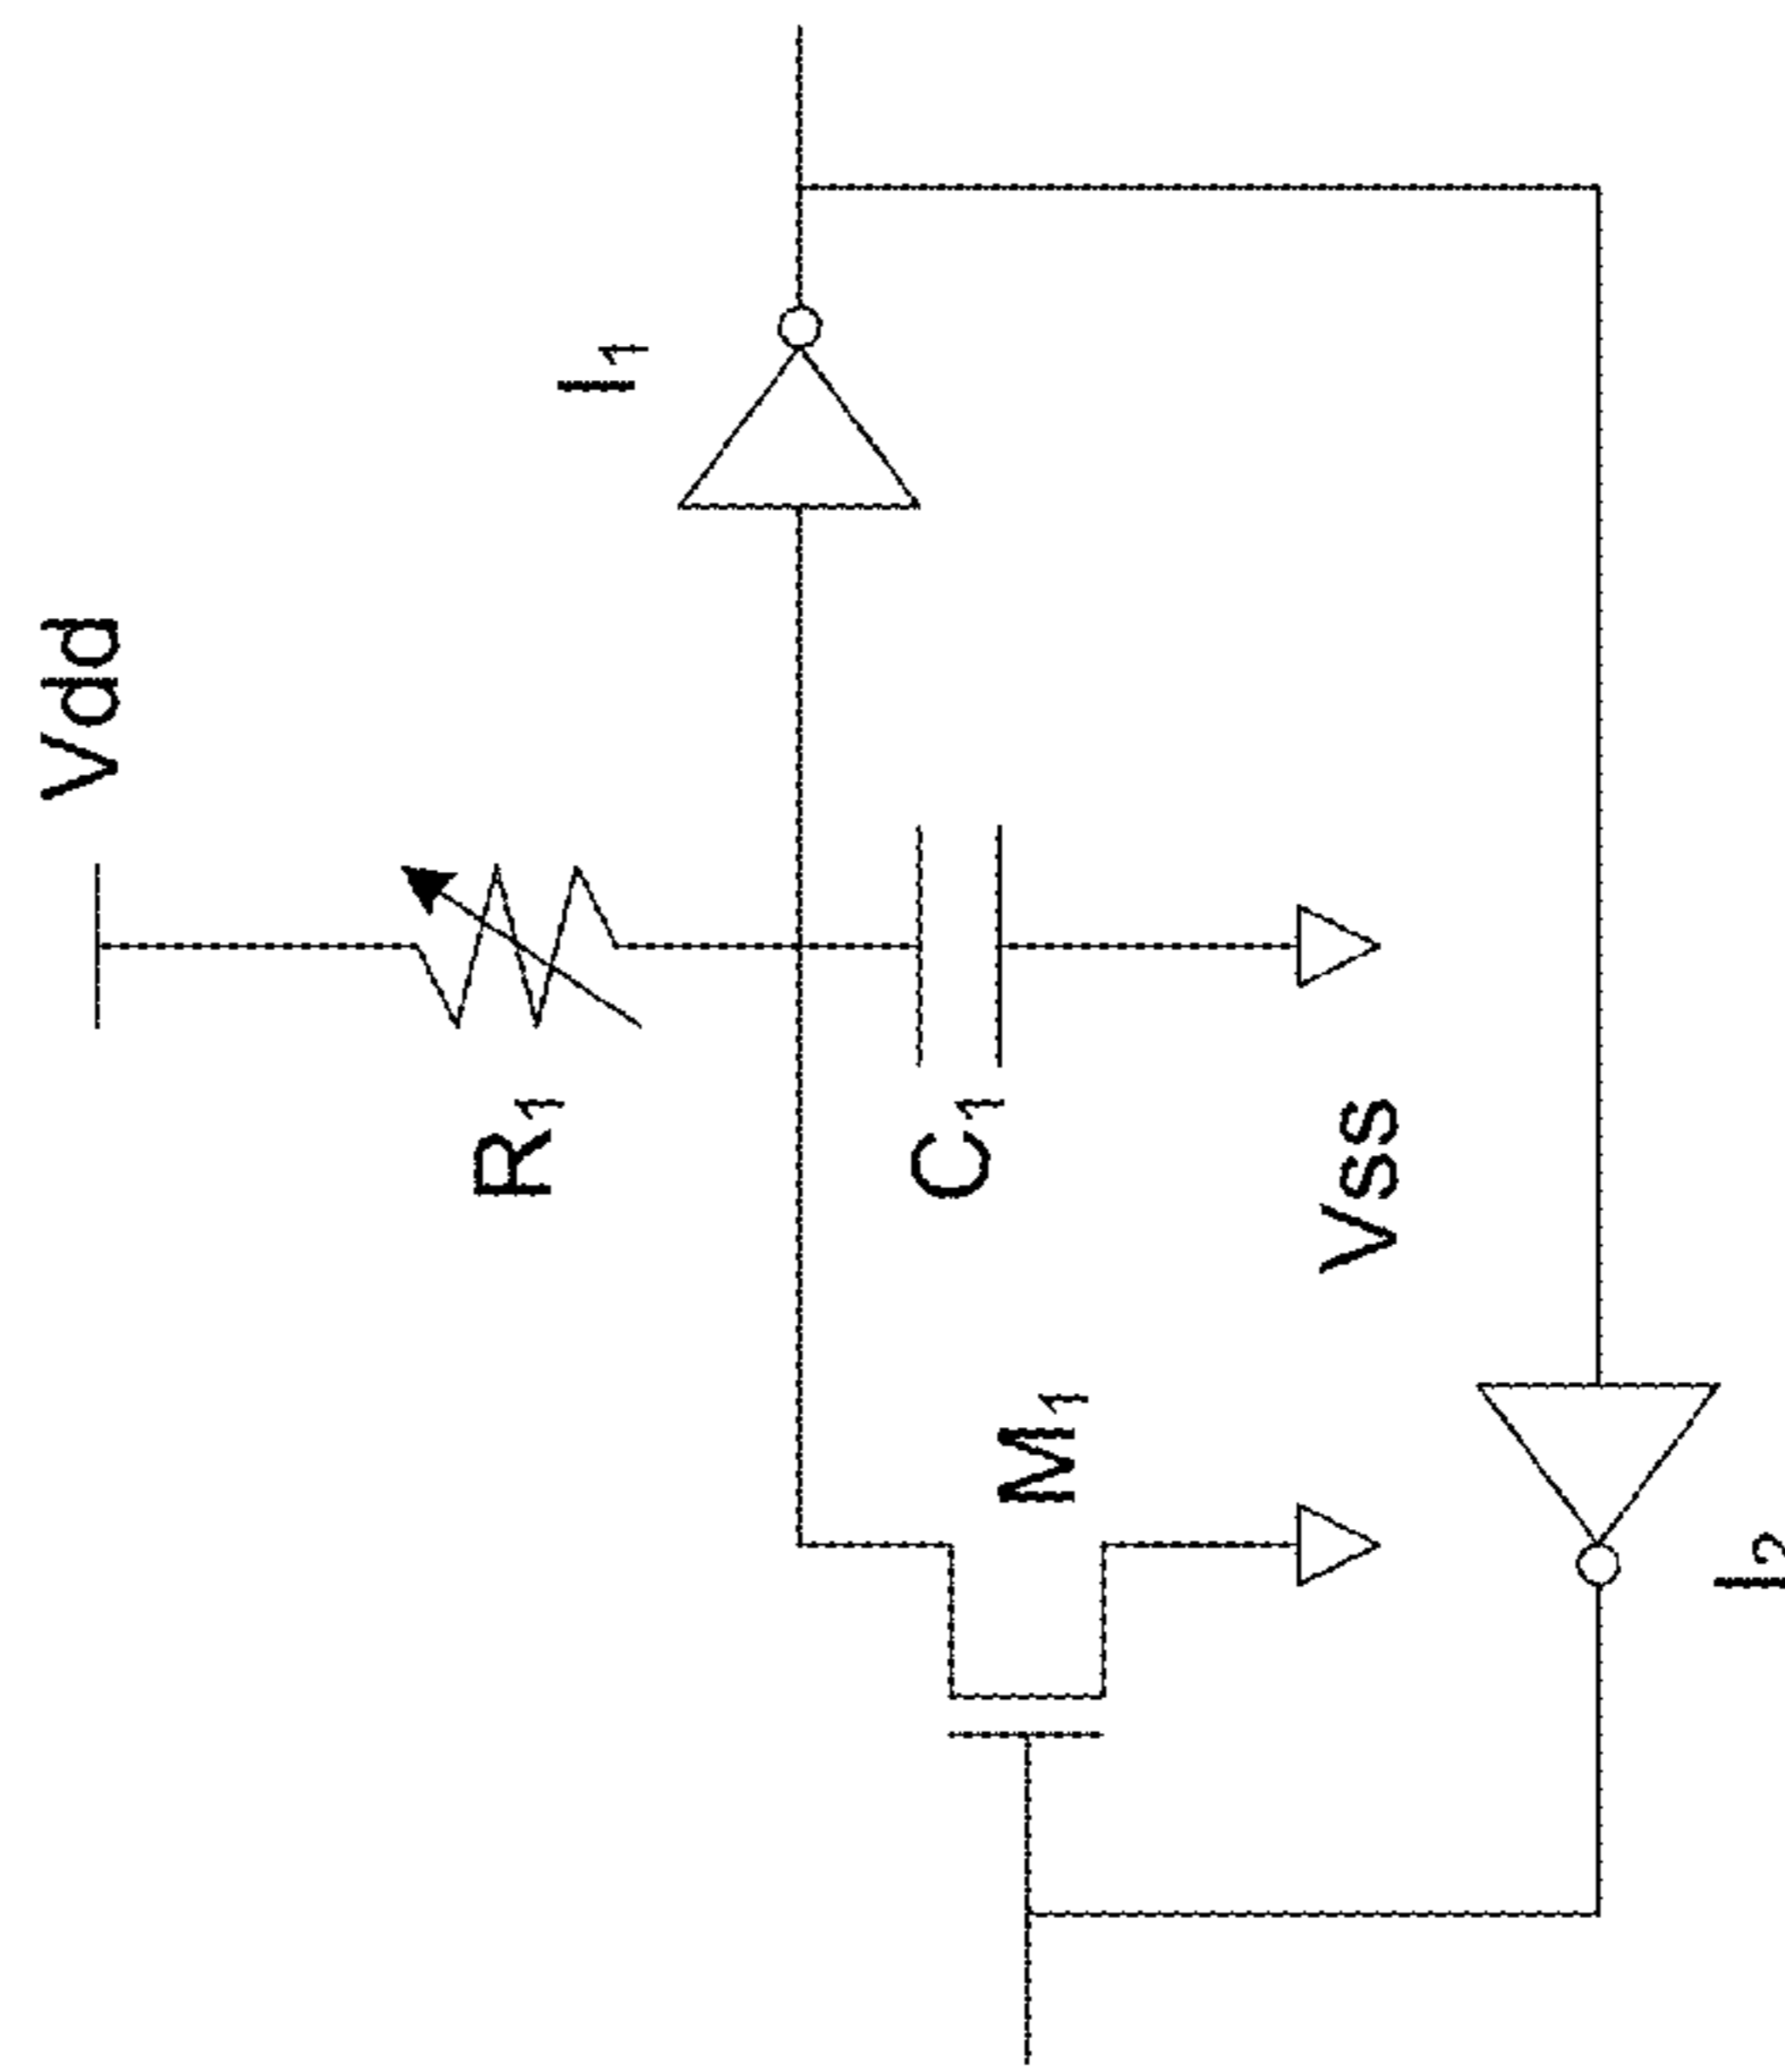 Vdd
R₁
I₁
C₁
M₁
Vss
I₂